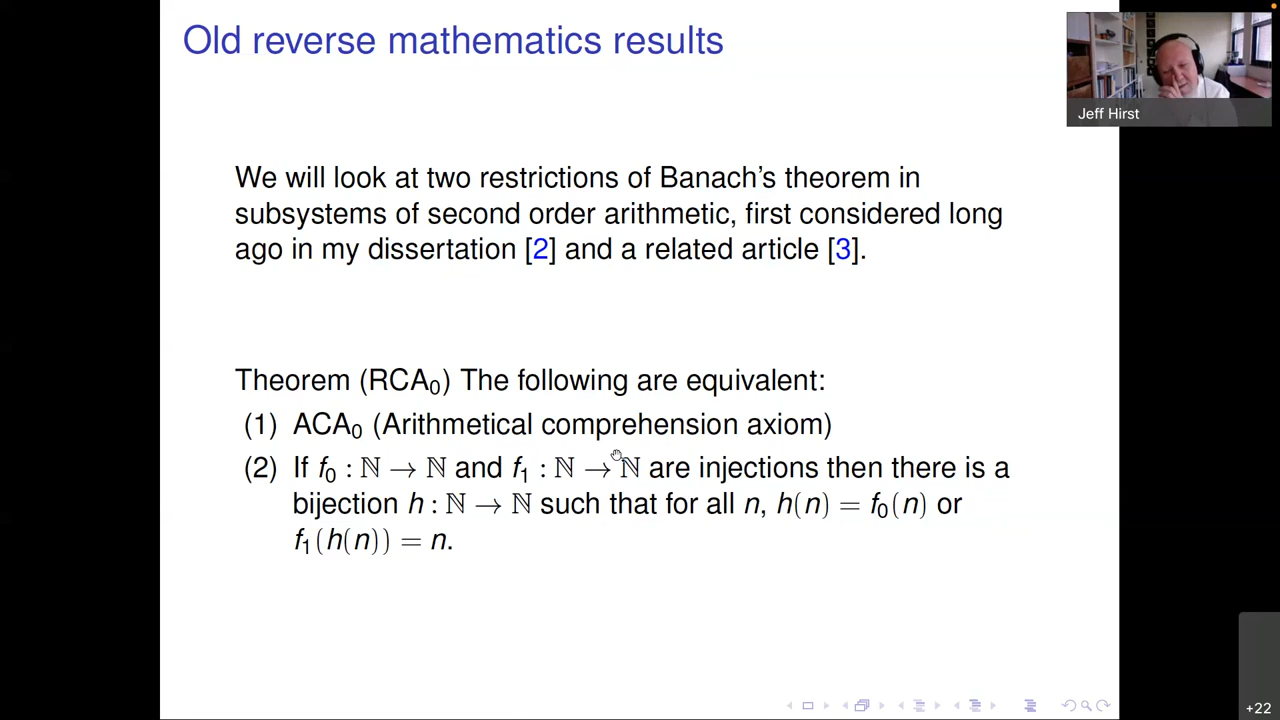 Old reverse mathematics results
Jeff Hirst
We will look at two restrictions of Banach's theorem in
subsystems of second order arithmetic, first considered long
ago in my dissertation [2] and a related article [3].
Theorem (RCA₀) The following are equivalent:
(1) ACA₀ (Arithmetical comprehension axiom)
(2) If f₀ : ℕ → ℕ and f₁ : ℕ → ℕ are injections then there is a
bijection h : ℕ → ℕ such that for all n, h(n) = f₀(n) or
f₁(h(n)) = n.
+22